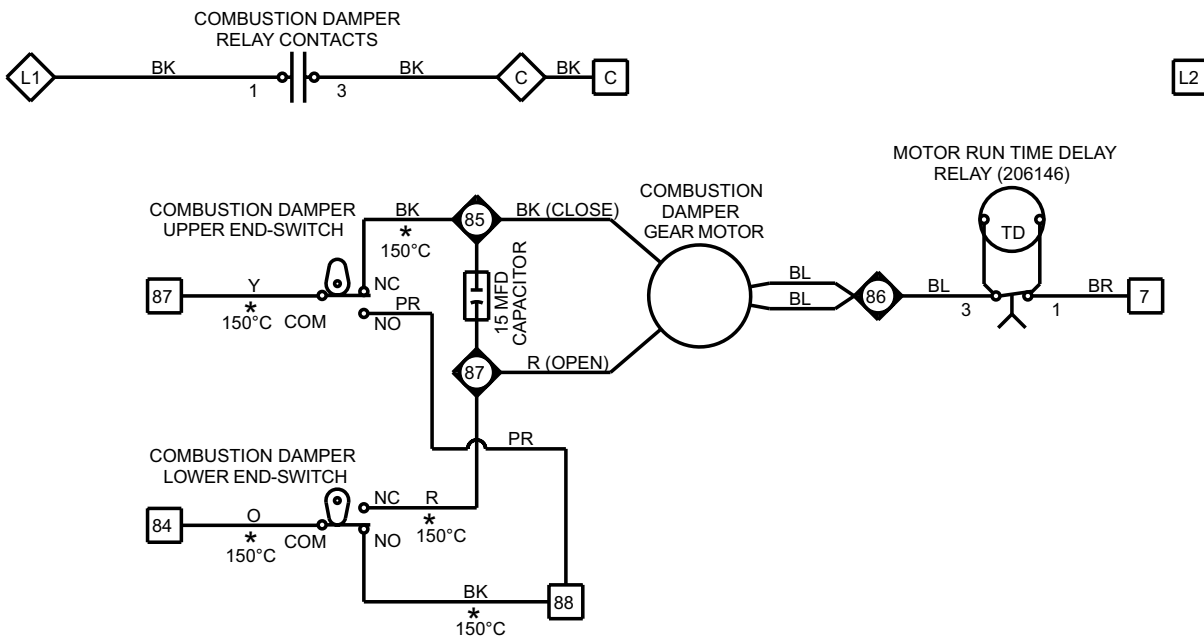 COMBUSTION DAMPER
RELAY CONTACTS
L1
BK
1
3
BK
C
BK
C
L2
MOTOR RUN TIME DELAY
RELAY (206146)
TD
COMBUSTION DAMPER
UPPER END-SWITCH
BK
*
150°C
85
BK (CLOSE)
COMBUSTION
DAMPER
GEAR MOTOR
87
Y
*
150°C
COM
NC
NO
PR
15 MFD
CAPACITOR
BL
BL
86
BL
3
1
BR
7
87
R (OPEN)
PR
COMBUSTION DAMPER
LOWER END-SWITCH
84
O
*
150°C
COM
NC
NO
R
*
150°C
BK
*
150°C
88